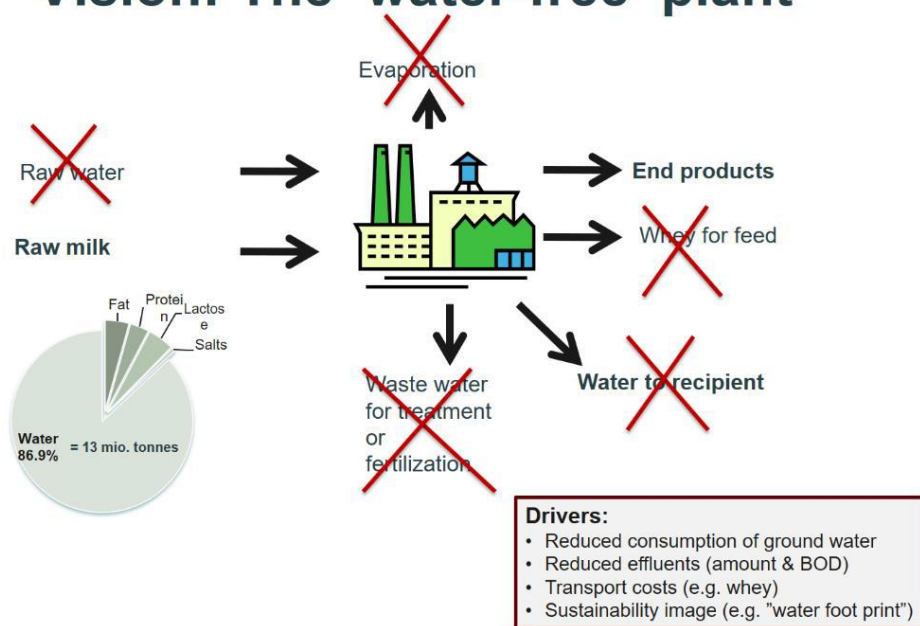 Vision: The "water-free" plant
Evaporation
Raw water
Raw milk
End products
Whey for feed
Fat
Protei
n
Lactos
e
Salts
Water
86.9%
= 13 mio. tonnes
Waste water
for treatment
or
fertilization
Water to recipient
Drivers:
• Reduced consumption of ground water
• Reduced effluents (amount & BOD)
• Transport costs (e.g. whey)
• Sustainability image (e.g. "water foot print")